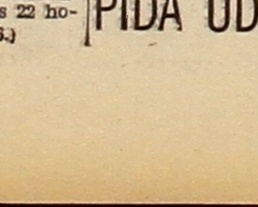 s 22 ho-
s.)
PIDA UD